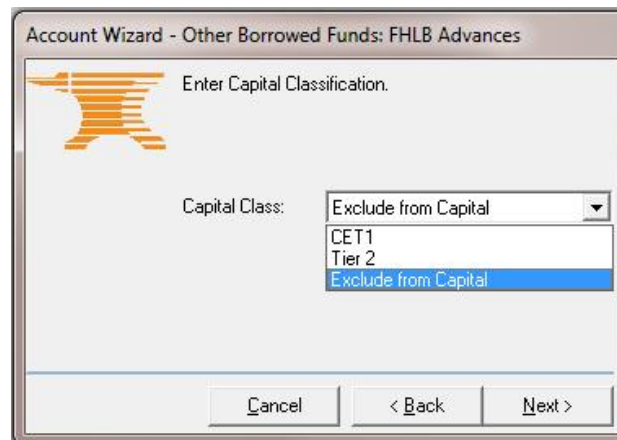 Account Wizard - Other Borrowed Funds: FHLB Advances
Enter Capital Classification.
Capital Class: Exclude from Capital
CET1
Tier 2
Exclude from Capital
Cancel < Back Next >